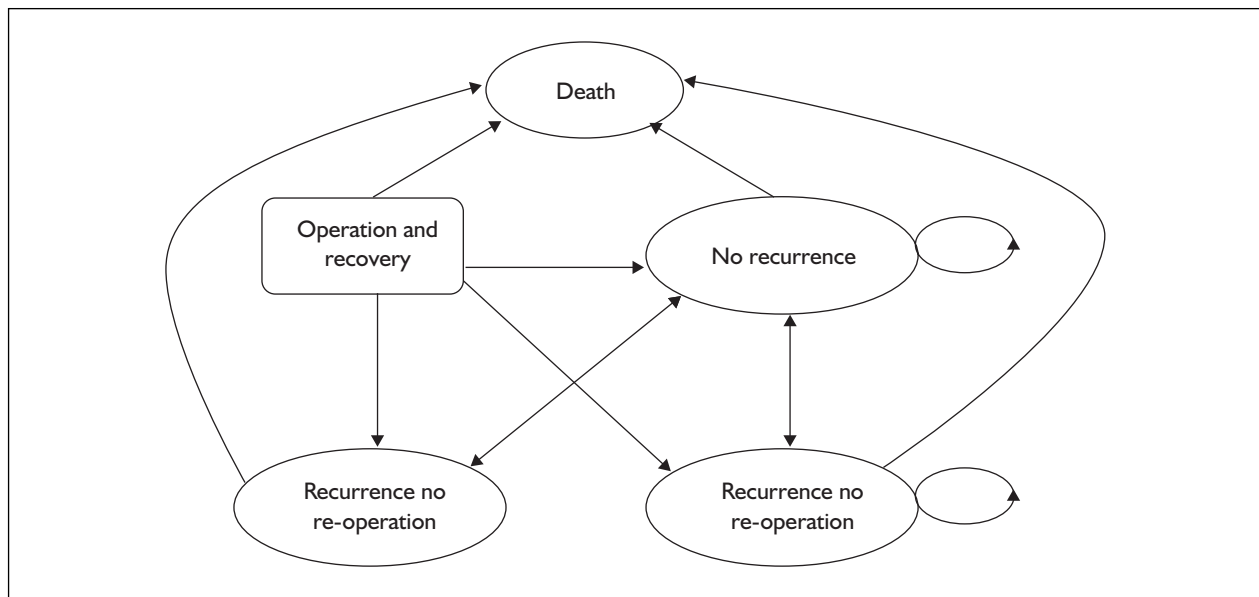 Death
Operation and
recovery
No recurrence
Recurrence no
re-operation
Recurrence no
re-operation